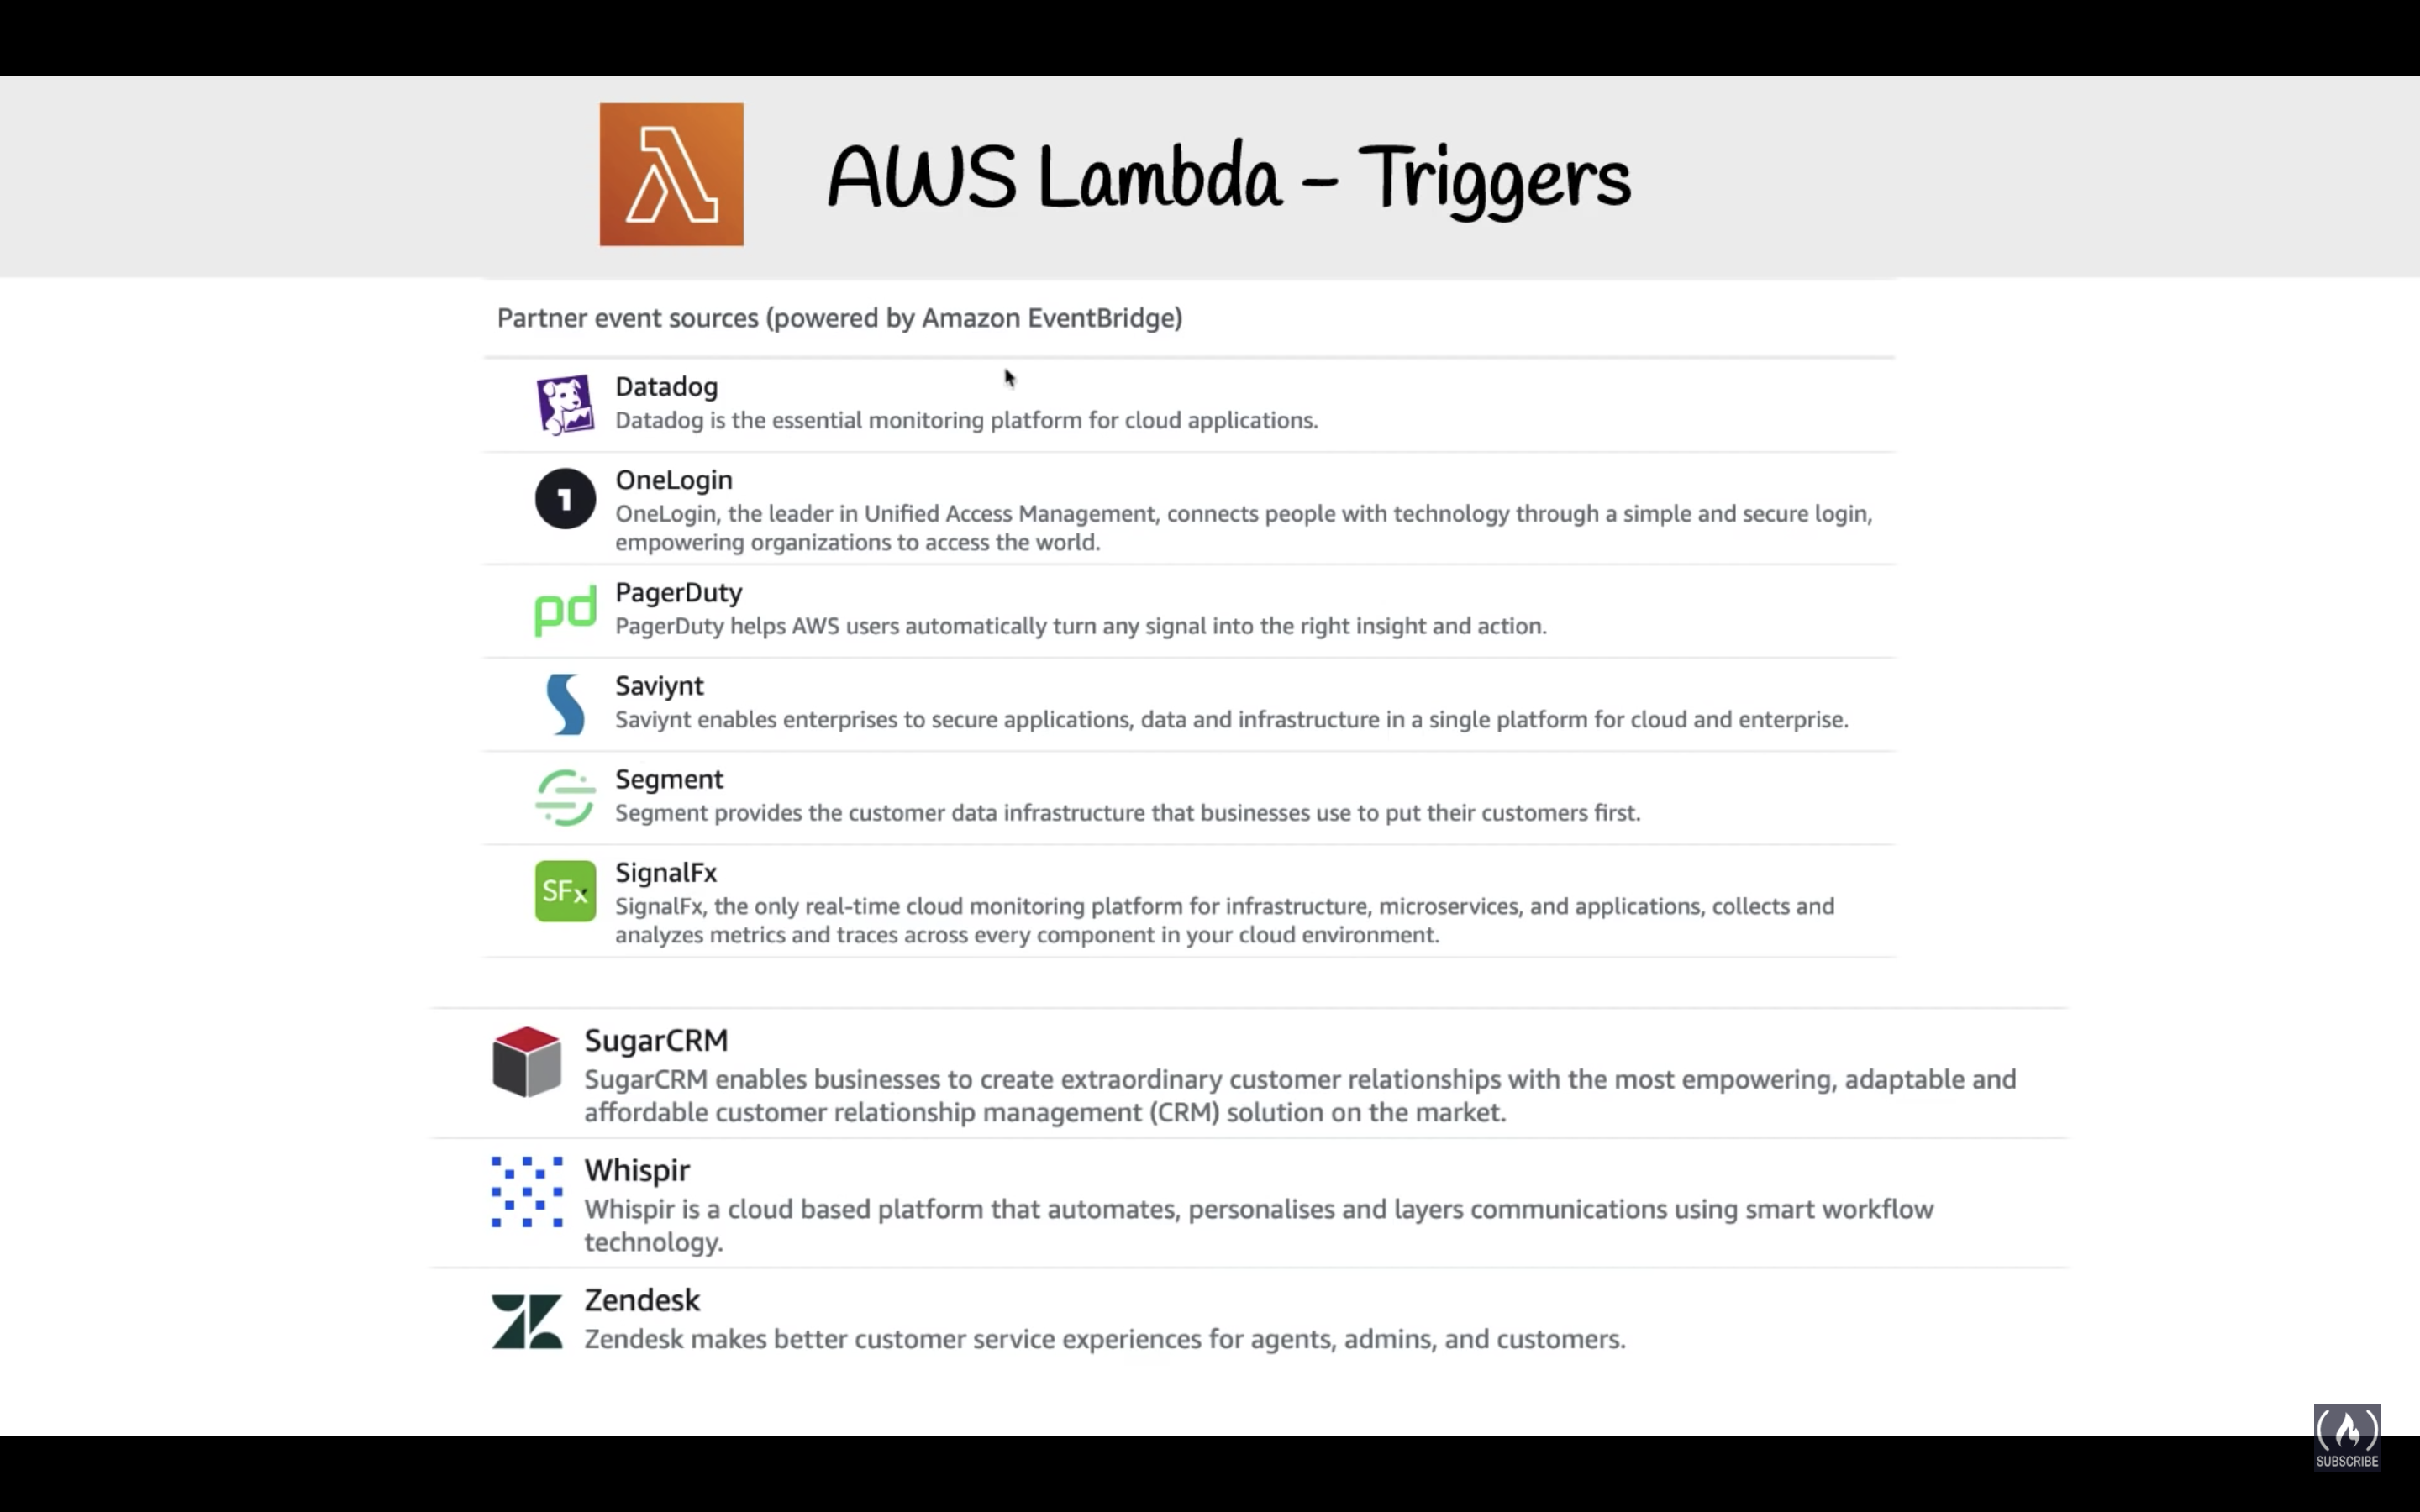 AWS Lambda – Triggers
Partner event sources (powered by Amazon EventBridge)
Datadog
Datadog is the essential monitoring platform for cloud applications.
1
OneLogin
OneLogin, the leader in Unified Access Management, connects people with technology through a simple and secure login,
empowering organizations to access the world.
pd
PagerDuty
PagerDuty helps AWS users automatically turn any signal into the right insight and action.
Saviynt
Saviynt enables enterprises to secure applications, data and infrastructure in a single platform for cloud and enterprise.
Segment
Segment provides the customer data infrastructure that businesses use to put their customers first.
SFx
SignalFx
SignalFx, the only real-time cloud monitoring platform for infrastructure, microservices, and applications, collects and
analyzes metrics and traces across every component in your cloud environment.
SugarCRM
SugarCRM enables businesses to create extraordinary customer relationships with the most empowering, adaptable and
affordable customer relationship management (CRM) solution on the market.
Whispir
Whispir is a cloud based platform that automates, personalises and layers communications using smart workflow
technology.
Zendesk
Zendesk makes better customer service experiences for agents, admins, and customers.
SUBSCRIBE